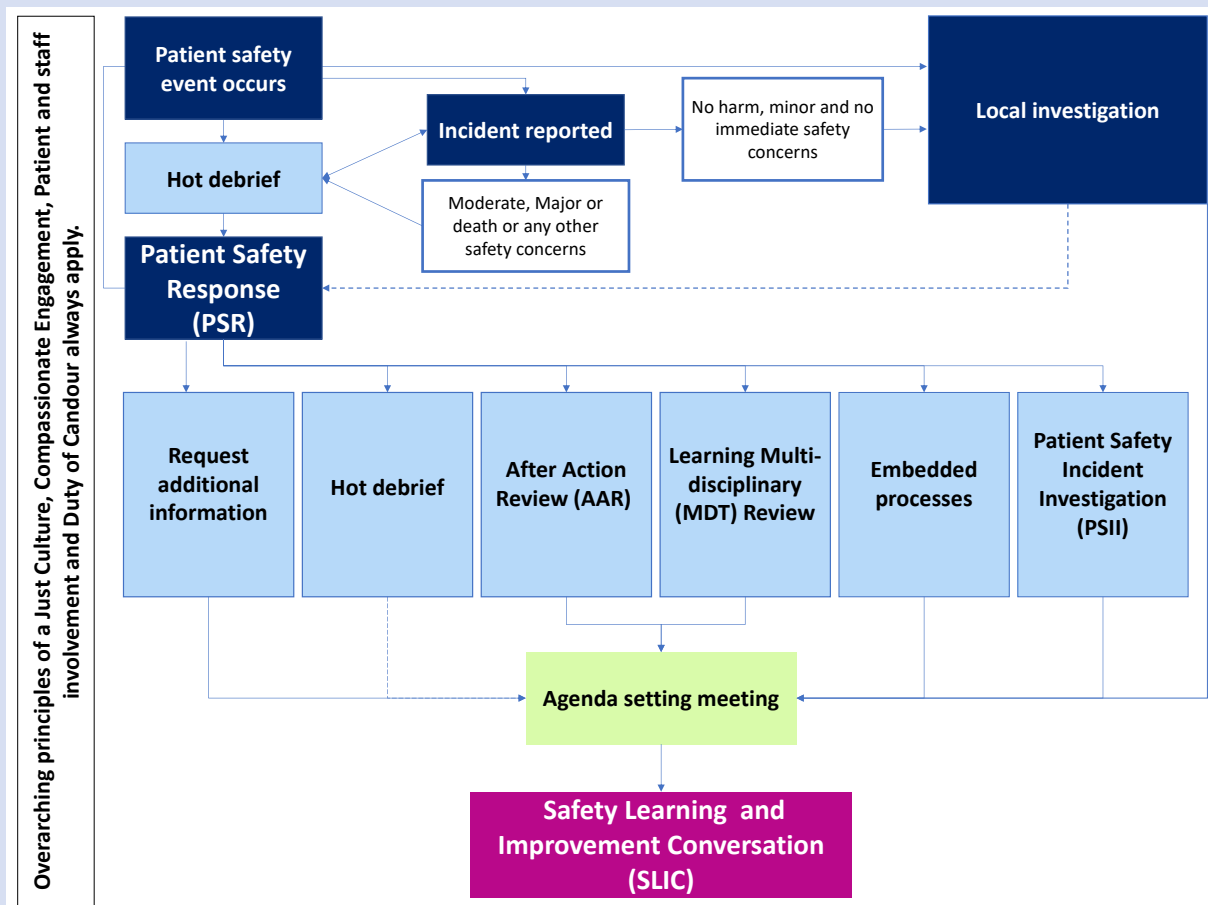 Overarching principles of a Just Culture, Compassionate Engagement, Patient and staff
involvement and Duty of Candour always apply.
Patient safety
event occurs
Incident reported
No harm, minor and no
immediate safety
concerns
Local investigation
Hot debrief
Moderate, Major or
death or any other
safety concerns
Patient Safety
Response
(PSR)
Request
additional
information
Hot debrief
After Action
Review (AAR)
Learning Multi-
disciplinary
(MDT) Review
Embedded
processes
Patient Safety
Incident
Investigation
(PSII)
Agenda setting meeting
Safety Learning and
Improvement Conversation
(SLIC)